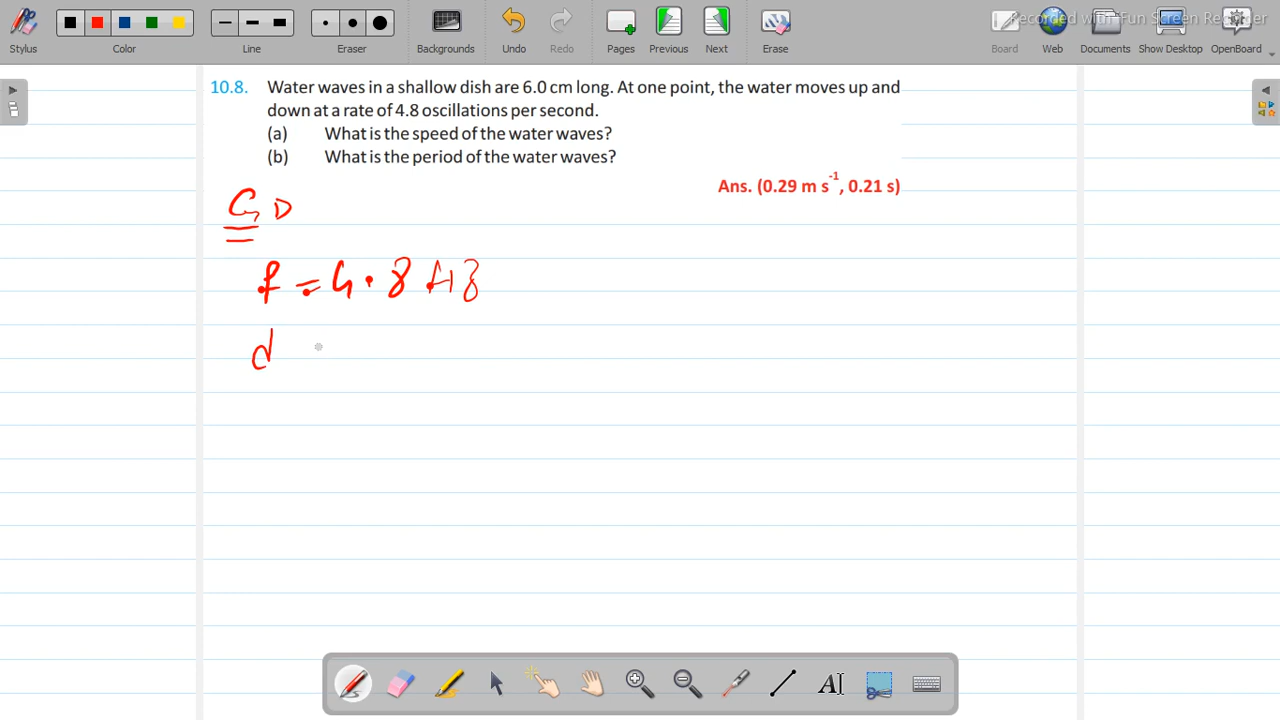 Stylus
Color
Line
Eraser
Backgrounds
Undo
Redo
Pages
Previous
Next
Erase
Board
Web
Documents
Show Desktop
OpenBoard
Recorded with Fun Screen Recorder
10.8. Water waves in a shallow dish are 6.0 cm long. At one point, the water moves up and
down at a rate of 4.8 oscillations per second.
(a) What is the speed of the water waves?
(b) What is the period of the water waves?
Ans. (0.29 m s⁻¹, 0.21 s)
G D
f = 4.8 Hz
d
AI